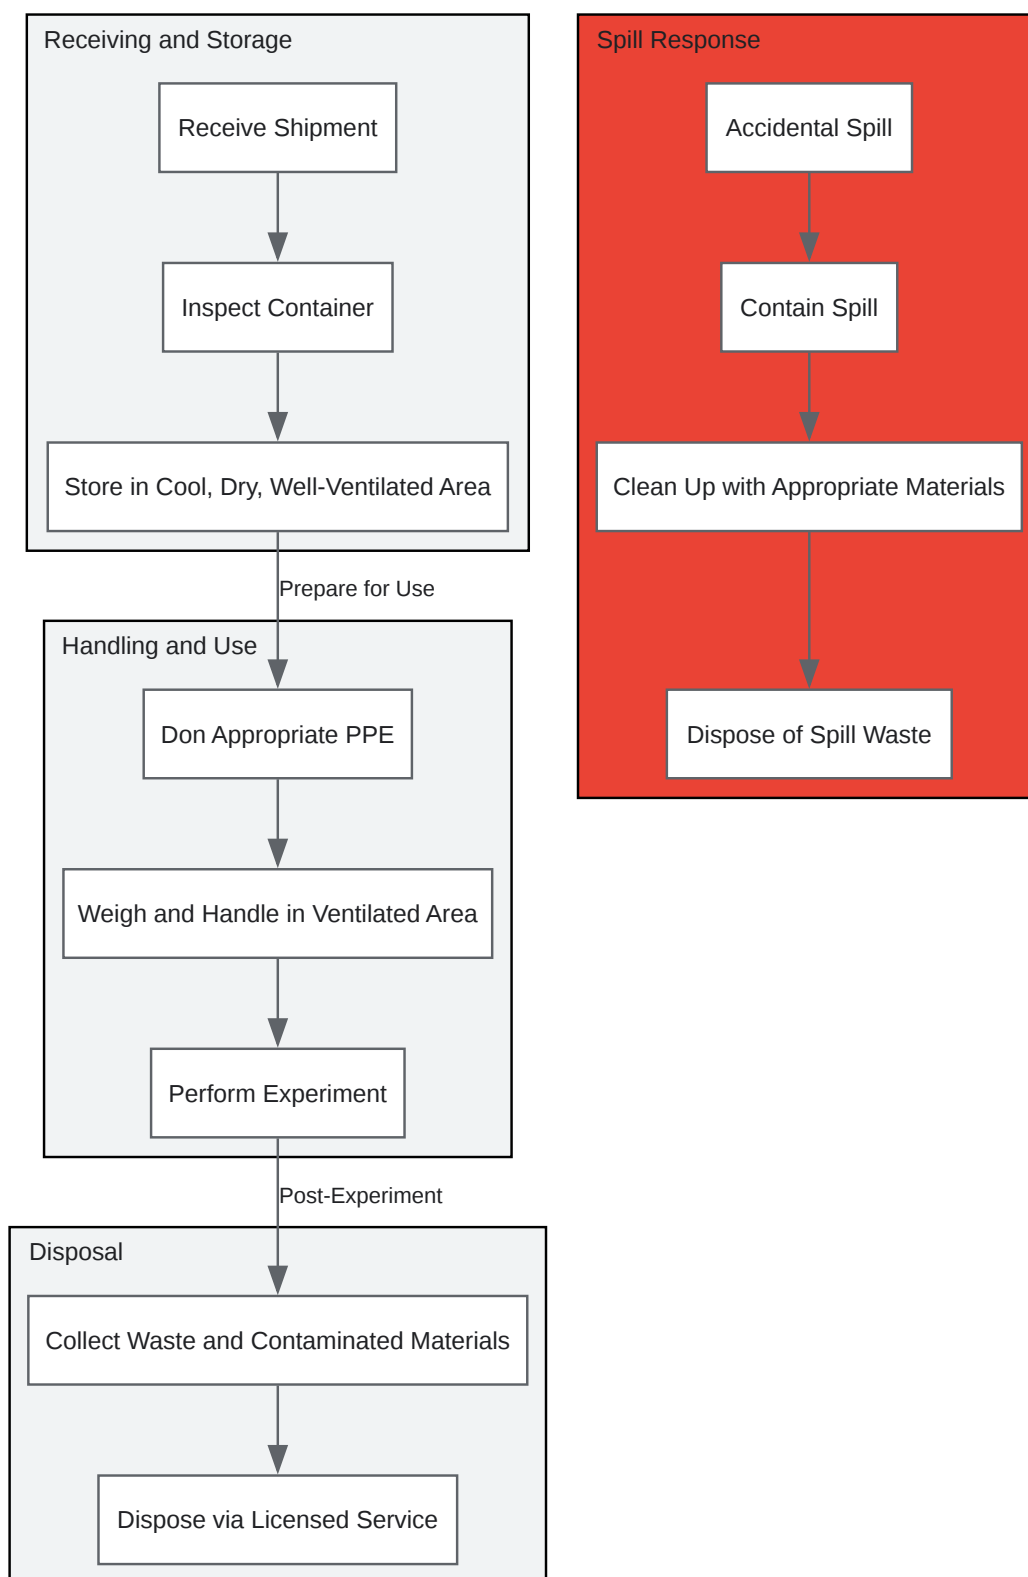 Receiving and Storage
Receive Shipment
Inspect Container
Store in Cool, Dry, Well-Ventilated Area
Prepare for Use
Handling and Use
Don Appropriate PPE
Weigh and Handle in Ventilated Area
Perform Experiment
Post-Experiment
Disposal
Collect Waste and Contaminated Materials
Dispose via Licensed Service
Spill Response
Accidental Spill
Contain Spill
Clean Up with Appropriate Materials
Dispose of Spill Waste